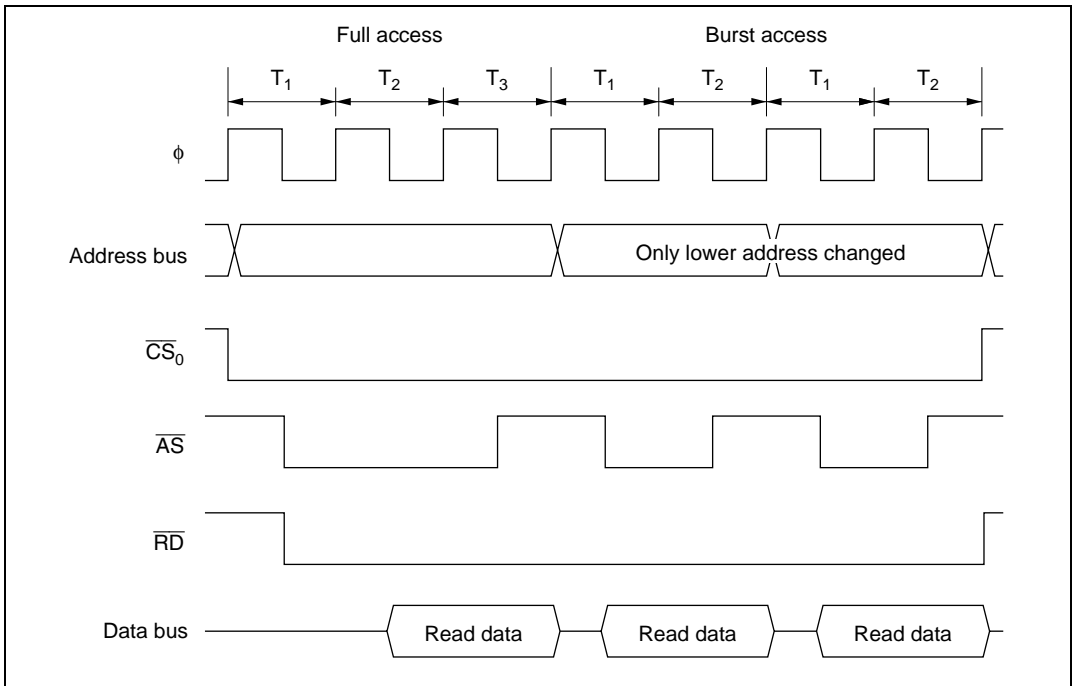 Full access Burst access
T1 T2 T3 T1 T2 T1 T2
ϕ
Address bus Only lower address changed
CS0
AS
RD
Data bus Read data Read data Read data